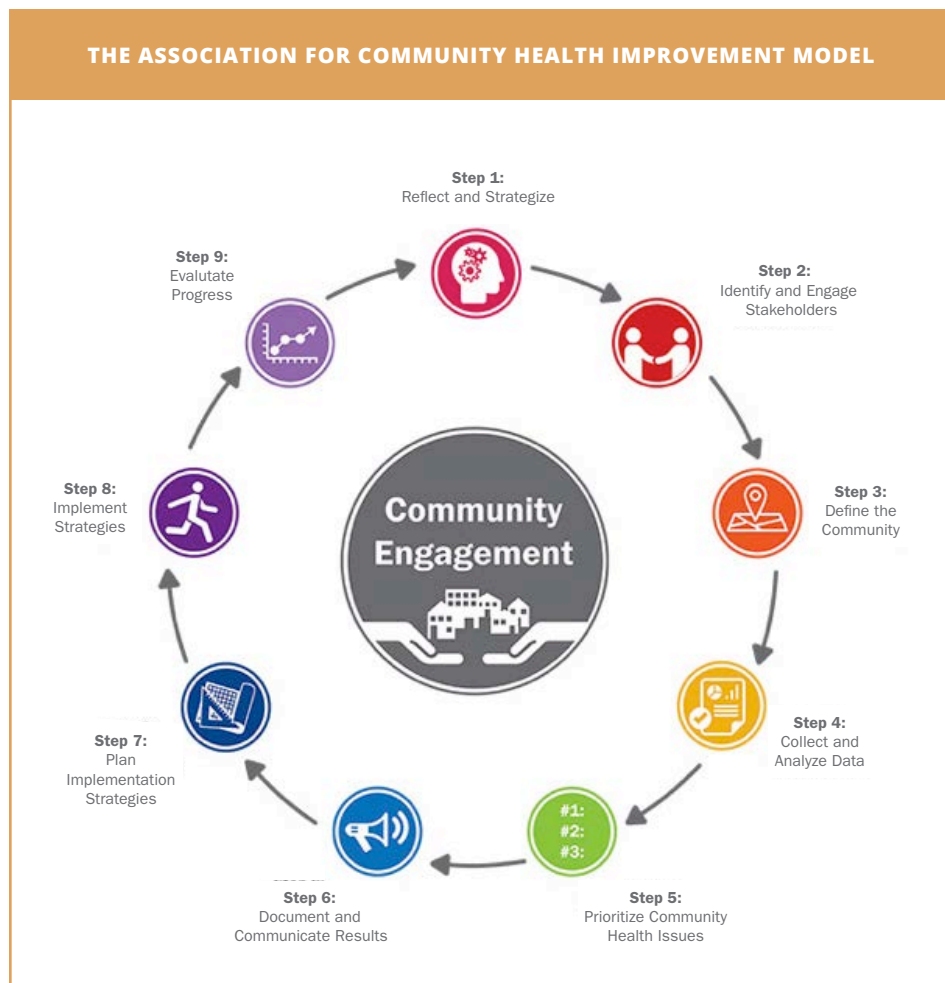 THE ASSOCIATION FOR COMMUNITY HEALTH IMPROVEMENT MODEL
Step 1:
Reflect and Strategize
Step 2:
Identify and Engage
Stakeholders
Step 3:
Define the
Community
Step 4:
Collect and
Analyze Data
Step 5:
Prioritize Community
Health Issues
#1:
#2:
#3:
Step 6:
Document and
Communicate Results
Step 7:
Plan
Implementation
Strategies
Step 8:
Implement
Strategies
Step 9:
Evalutate
Progress
Community
Engagement